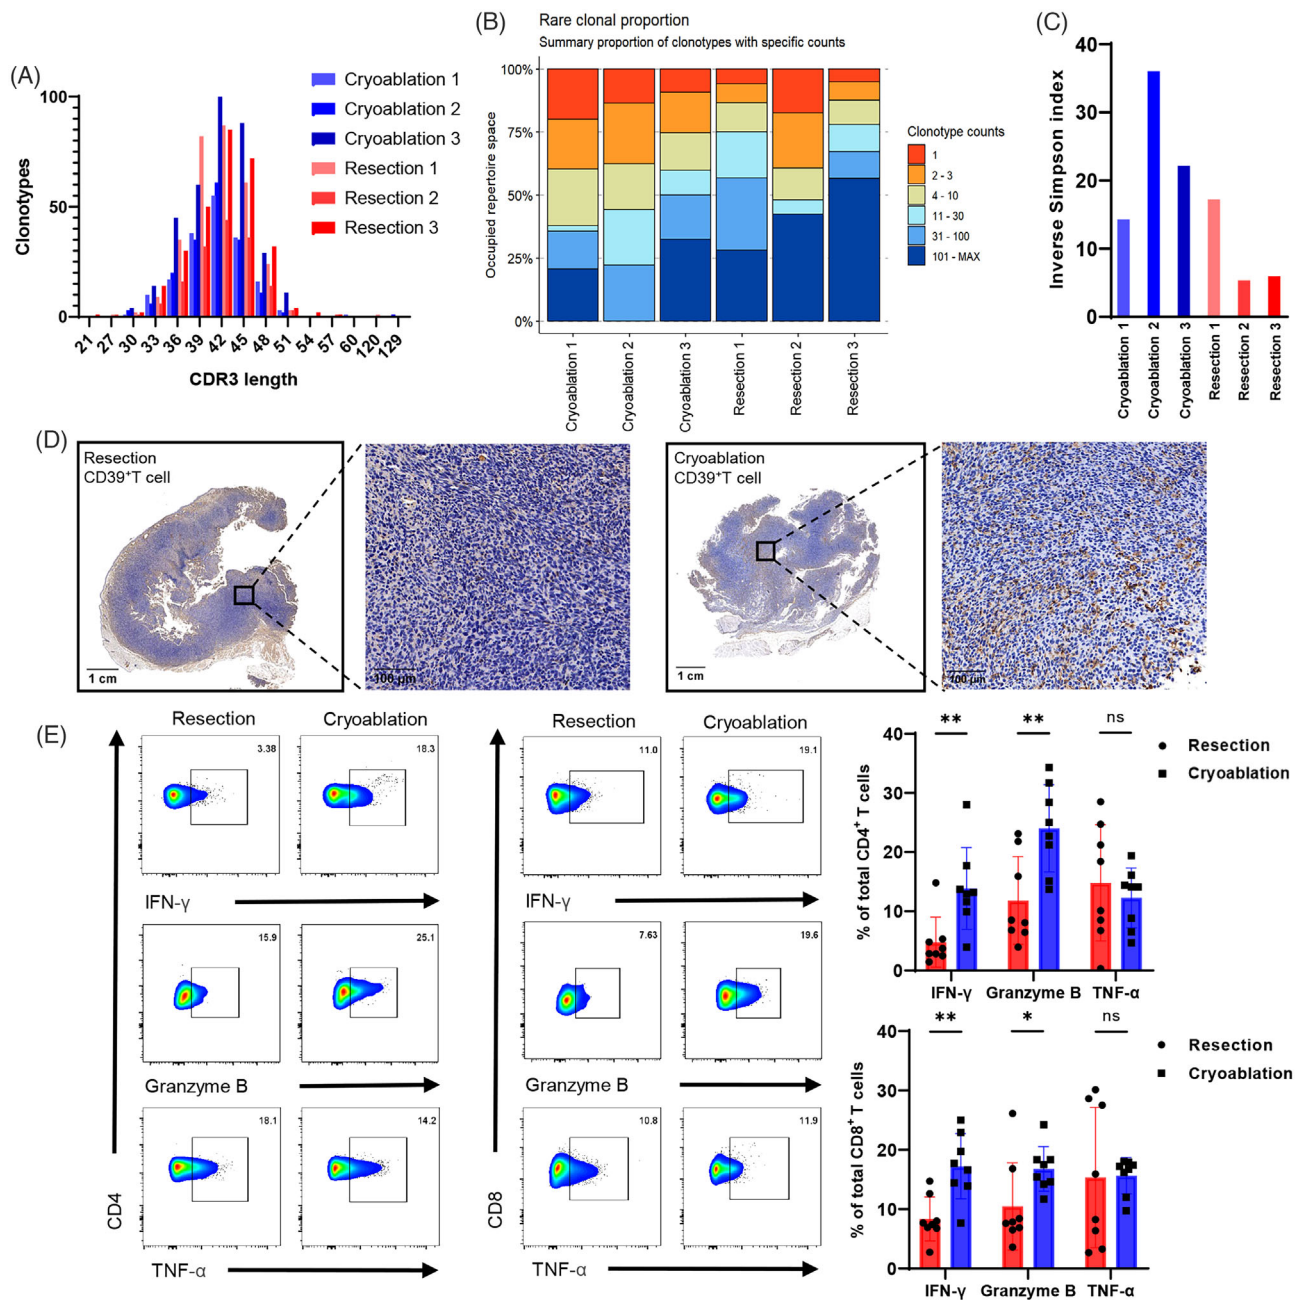 (A)
Cryoablation 1
Cryoablation 2
Cryoablation 3
Resection 1
Resection 2
Resection 3
100
50
0
Clonotypes
21 27 30 33 36 39 42 45 48 51 54 57 60 120 129
CDR3 length
(B)
Rare clonal proportion
Summary proportion of clonotypes with specific counts
100%
75%
50%
25%
0%
Occupied repertoire space
Cryoablation 1
Cryoablation 2
Cryoablation 3
Resection 1
Resection 2
Resection 3
Clonotype counts
1
2 - 3
4 - 10
11 - 30
31 - 100
101 - MAX
(C)
40
30
20
10
0
Inverse Simpson index
Cryoablation 1
Cryoablation 2
Cryoablation 3
Resection 1
Resection 2
Resection 3
(D)
Resection
CD39⁺T cell
1 cm
100 μm
Cryoablation
CD39⁺T cell
1 cm
100 μm
(E)
Resection Cryoablation
3.38 18.3
IFN-γ
15.9 25.1
Granzyme B
18.1 14.2
TNF-α
CD4
Resection Cryoablation
11.0 19.1
IFN-γ
7.63 19.6
Granzyme B
10.8 11.9
TNF-α
CD8
** ** ns
40
30
20
10
0
% of total CD4⁺ T cells
IFN-γ Granzyme B TNF-α
Resection
Cryoablation
** * ns
40
30
20
10
0
% of total CD8⁺ T cells
IFN-γ Granzyme B TNF-α
Resection
Cryoablation